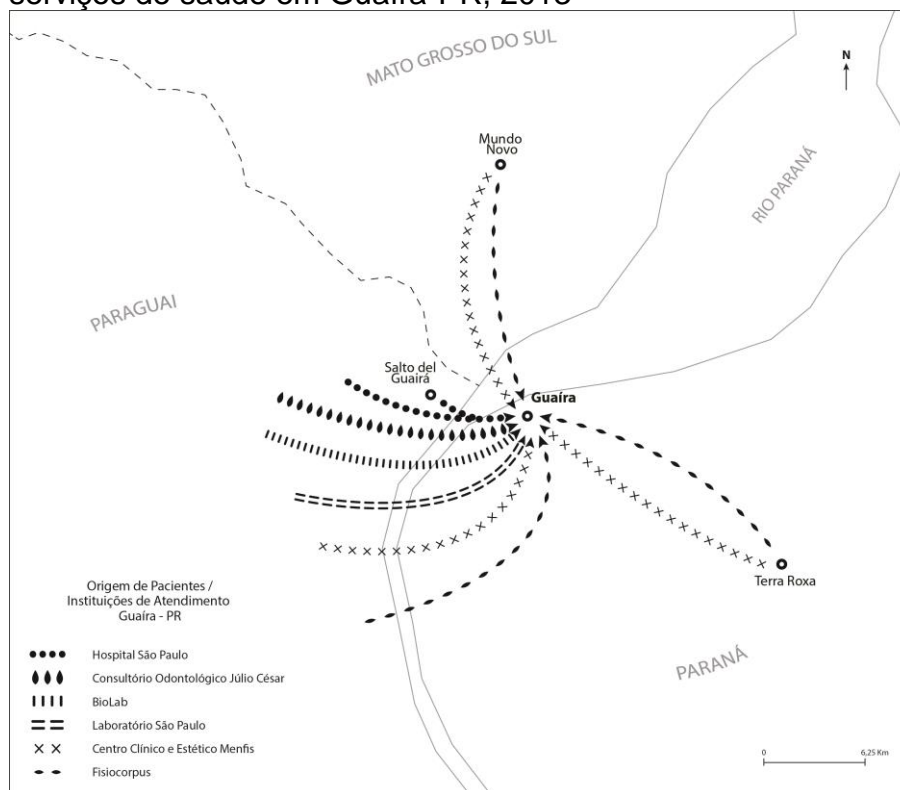 serviços de saúde em Guaíra-PR, 2015
MATO GROSSO DO SUL
N
Mundo
Novo
RIO PARANÁ
PARAGUAI
Salto del
Guairá
Guaíra
Terra Roxa
Origem de Pacientes /
Instituições de Atendimento
Guaíra - PR
PARANÁ
Hospital São Paulo
Consultório Odontológico Júlio César
BioLab
Laboratório São Paulo
Centro Clínico e Estético Menfis
Fisiocorpus
0
6,25 Km